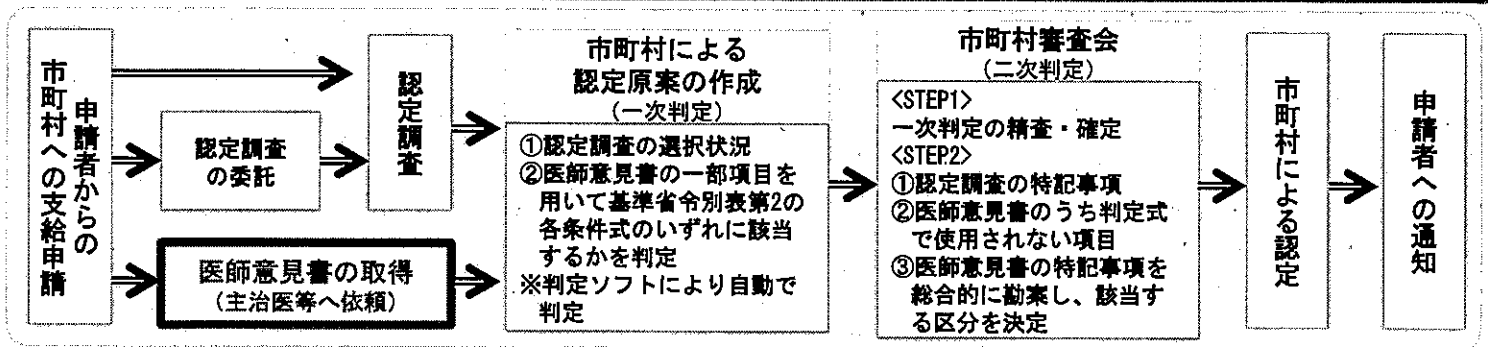 申請者からの
市町村への支給申請
認定調査
の委託
医師意見書の取得
(主治医等へ依頼)
認定調査
市町村による
認定原案の作成
(一次判定)
①認定調査の選択状況
②医師意見書の一部項目を
用いて基準省令別表第2の
各条件式のいずれに該当
するかを判定
※判定ソフトにより自動で
判定
市町村審査会
(二次判定)
<STEP1>
一次判定の精査・確定
<STEP2>
①認定調査の特記事項
②医師意見書のうち判定式
で使用されない項目
③医師意見書の特記事項を
総合的に勘案し、該当す
る区分を決定
市町村による認定
申請者への通知